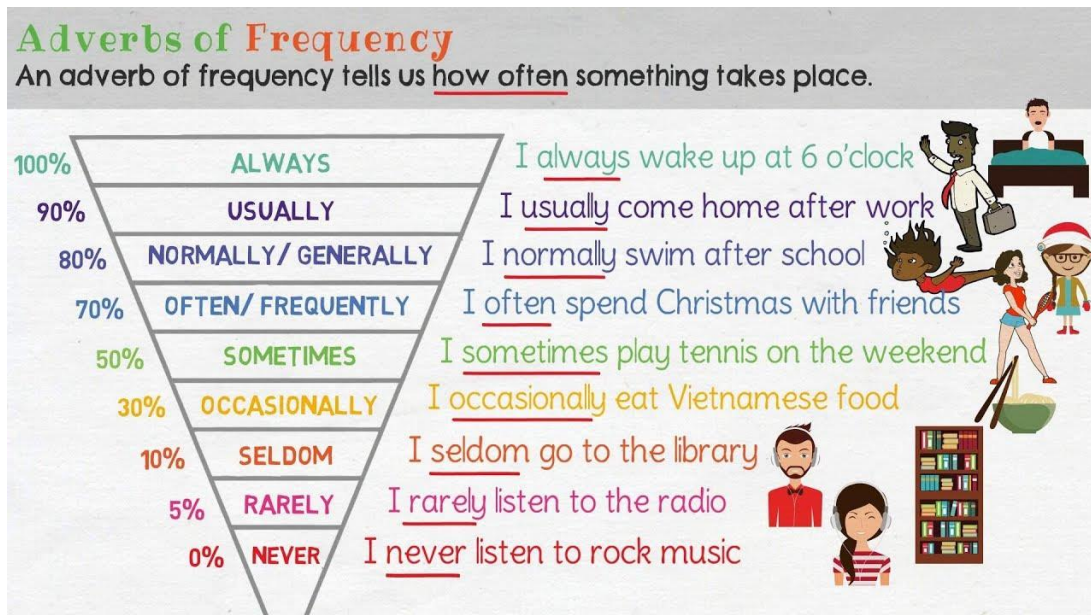 Adverbs of Frequency
An adverb of frequency tells us how often something takes place.
100% ALWAYS I always wake up at 6 o'clock
90% USUALLY I usually come home after work
80% NORMALLY/ GENERALLY I normally swim after school
70% OFTEN/ FREQUENTLY I often spend Christmas with friends
50% SOMETIMES I sometimes play tennis on the weekend
30% OCCASIONALLY I occasionally eat Vietnamese food
10% SELDOM I seldom go to the library
5% RARELY I rarely listen to the radio
0% NEVER I never listen to rock music